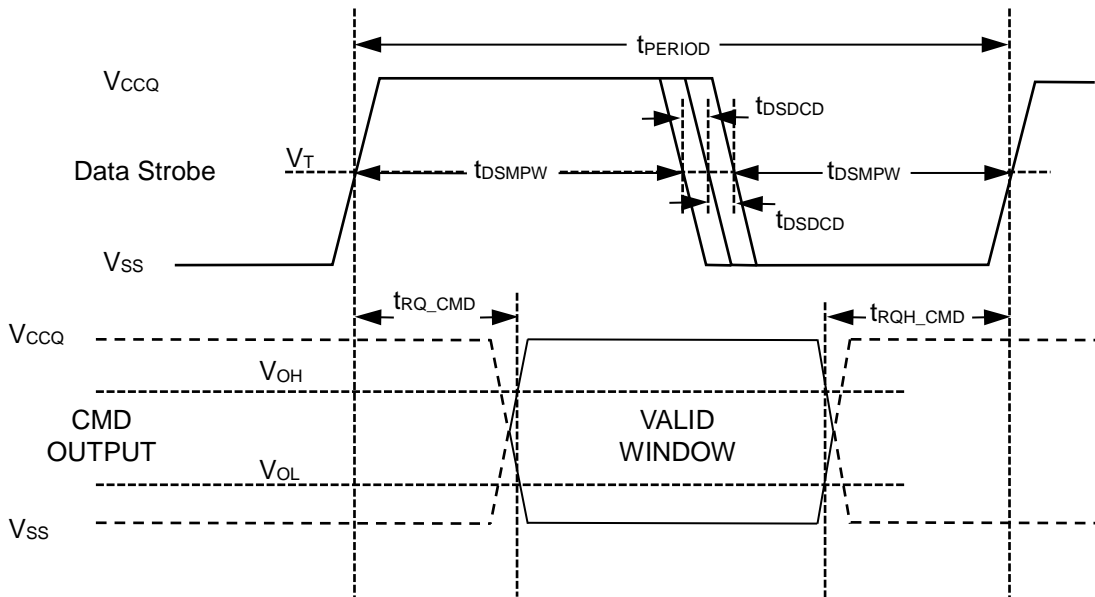 tPERIOD
VCCQ
tDSDCD
VT
Data Strobe
tDSMPW
tDSMPW
tDSDCD
VSS
tRQ_CMD
tRQH_CMD
VCCQ
VOH
CMD
OUTPUT
VALID
WINDOW
VOL
VSS